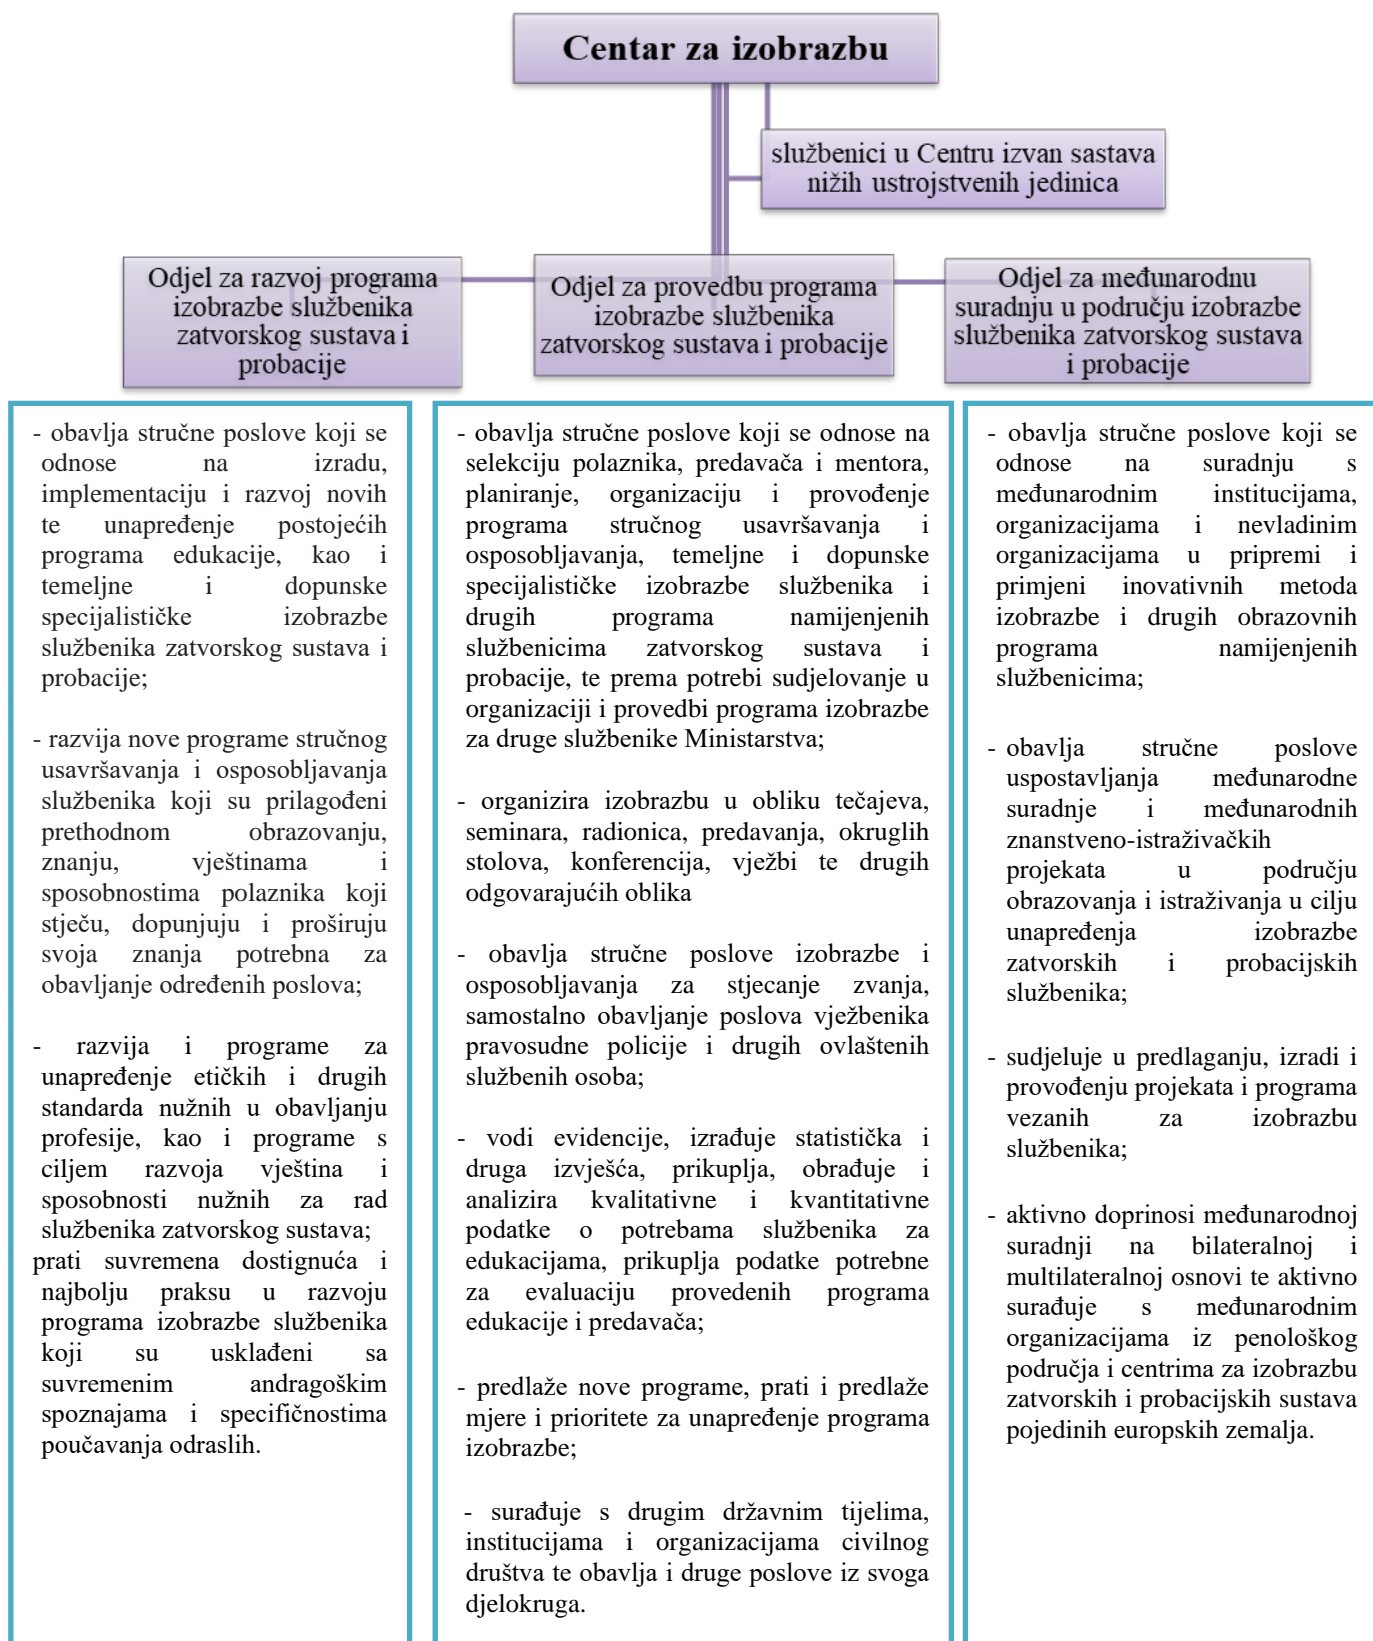 Centar za izobrazbu
službenici u Centru izvan sastava
nižih ustrojstvenih jedinica
Odjel za razvoj programa
izobrazbe službenika
zatvorskog sustava i
probacije
Odjel za provedbu programa
izobrazbe službenika
zatvorskog sustava i probacije
Odjel za međunarodnu
suradnju u području izobrazbe
službenika zatvorskog sustava
i probacije
- obavlja stručne poslove koji se
odnose na izradu,
implementaciju i razvoj novih
te unapređenje postojećih
programa edukacije, kao i
temeljne i dopunske
specijalističke izobrazbe
službenika zatvorskog sustava i
probacije;
- razvija nove programe stručnog
usavršavanja i osposobljavanja
službenika koji su prilagođeni
prethodnom obrazovanju,
znanju, vještinama i
sposobnostima polaznika koji
stječu, dopunjuju i proširuju
svoja znanja potrebna za
obavljanje određenih poslova;
- razvija i programe za
unapređenje etičkih i drugih
standarda nužnih u obavljanju
profesije, kao i programe s
ciljem razvoja vještina i
sposobnosti nužnih za rad
službenika zatvorskog sustava;
prati suvremena dostignuća i
najbolju praksu u razvoju
programa izobrazbe službenika
koji su usklađeni sa
suvremenim andragoškim
spoznajama i specifičnostima
poučavanja odraslih.
- obavlja stručne poslove koji se odnose na
selekciju polaznika, predavača i mentora,
planiranje, organizaciju i provođenje
programa stručnog usavršavanja i
osposobljavanja, temeljne i dopunske
specijalističke izobrazbe službenika i
drugih programa namijenjenih
službenicima zatvorskog sustava i
probacije, te prema potrebi sudjelovanje u
organizaciji i provedbi programa izobrazbe
za druge službenike Ministarstva;
- organizira izobrazbu u obliku tečajeva,
seminara, radionica, predavanja, okruglih
stolova, konferencija, vježbi te drugih
odgovarajućih oblika
- obavlja stručne poslove izobrazbe i
osposobljavanja za stjecanje zvanja,
samostalno obavljanje poslova vježbenika
pravosudne policije i drugih ovlaštenih
službenih osoba;
- vodi evidencije, izrađuje statistička i
druga izvješća, prikuplja, obrađuje i
analizira kvalitativne i kvantitativne
podatke o potrebama službenika za
edukacijama, prikuplja podatke potrebne
za evaluaciju provedenih programa
edukacije i predavača;
- predlaže nove programe, prati i predlaže
mjere i prioritete za unapređenje programa
izobrazbe;
- surađuje s drugim državnim tijelima,
institucijama i organizacijama civilnog
društva te obavlja i druge poslove iz svoga
djelokruga.
- obavlja stručne poslove koji se
odnose na suradnju s
međunarodnim institucijama,
organizacijama i nevladinim
organizacijama u pripremi i
primjeni inovativnih metoda
izobrazbe i drugih obrazovnih
programa namijenjenih
službenicima;
- obavlja stručne poslove
uspostavljanja međunarodne
suradnje i međunarodnih
znanstveno-istraživačkih
projekata u području
obrazovanja i istraživanja u cilju
unapređenja izobrazbe
zatvorskih i probacijskih
službenika;
- sudjeluje u predlaganju, izradi i
provođenju projekata i programa
vezanih za izobrazbu
službenika;
- aktivno doprinosi međunarodnoj
suradnji na bilateralnoj i
multilateralnoj osnovi te aktivno
surađuje s međunarodnim
organizacijama iz penološkog
područja i centrima za izobrazbu
zatvorskih i probacijskih sustava
pojedinih europskih zemalja.